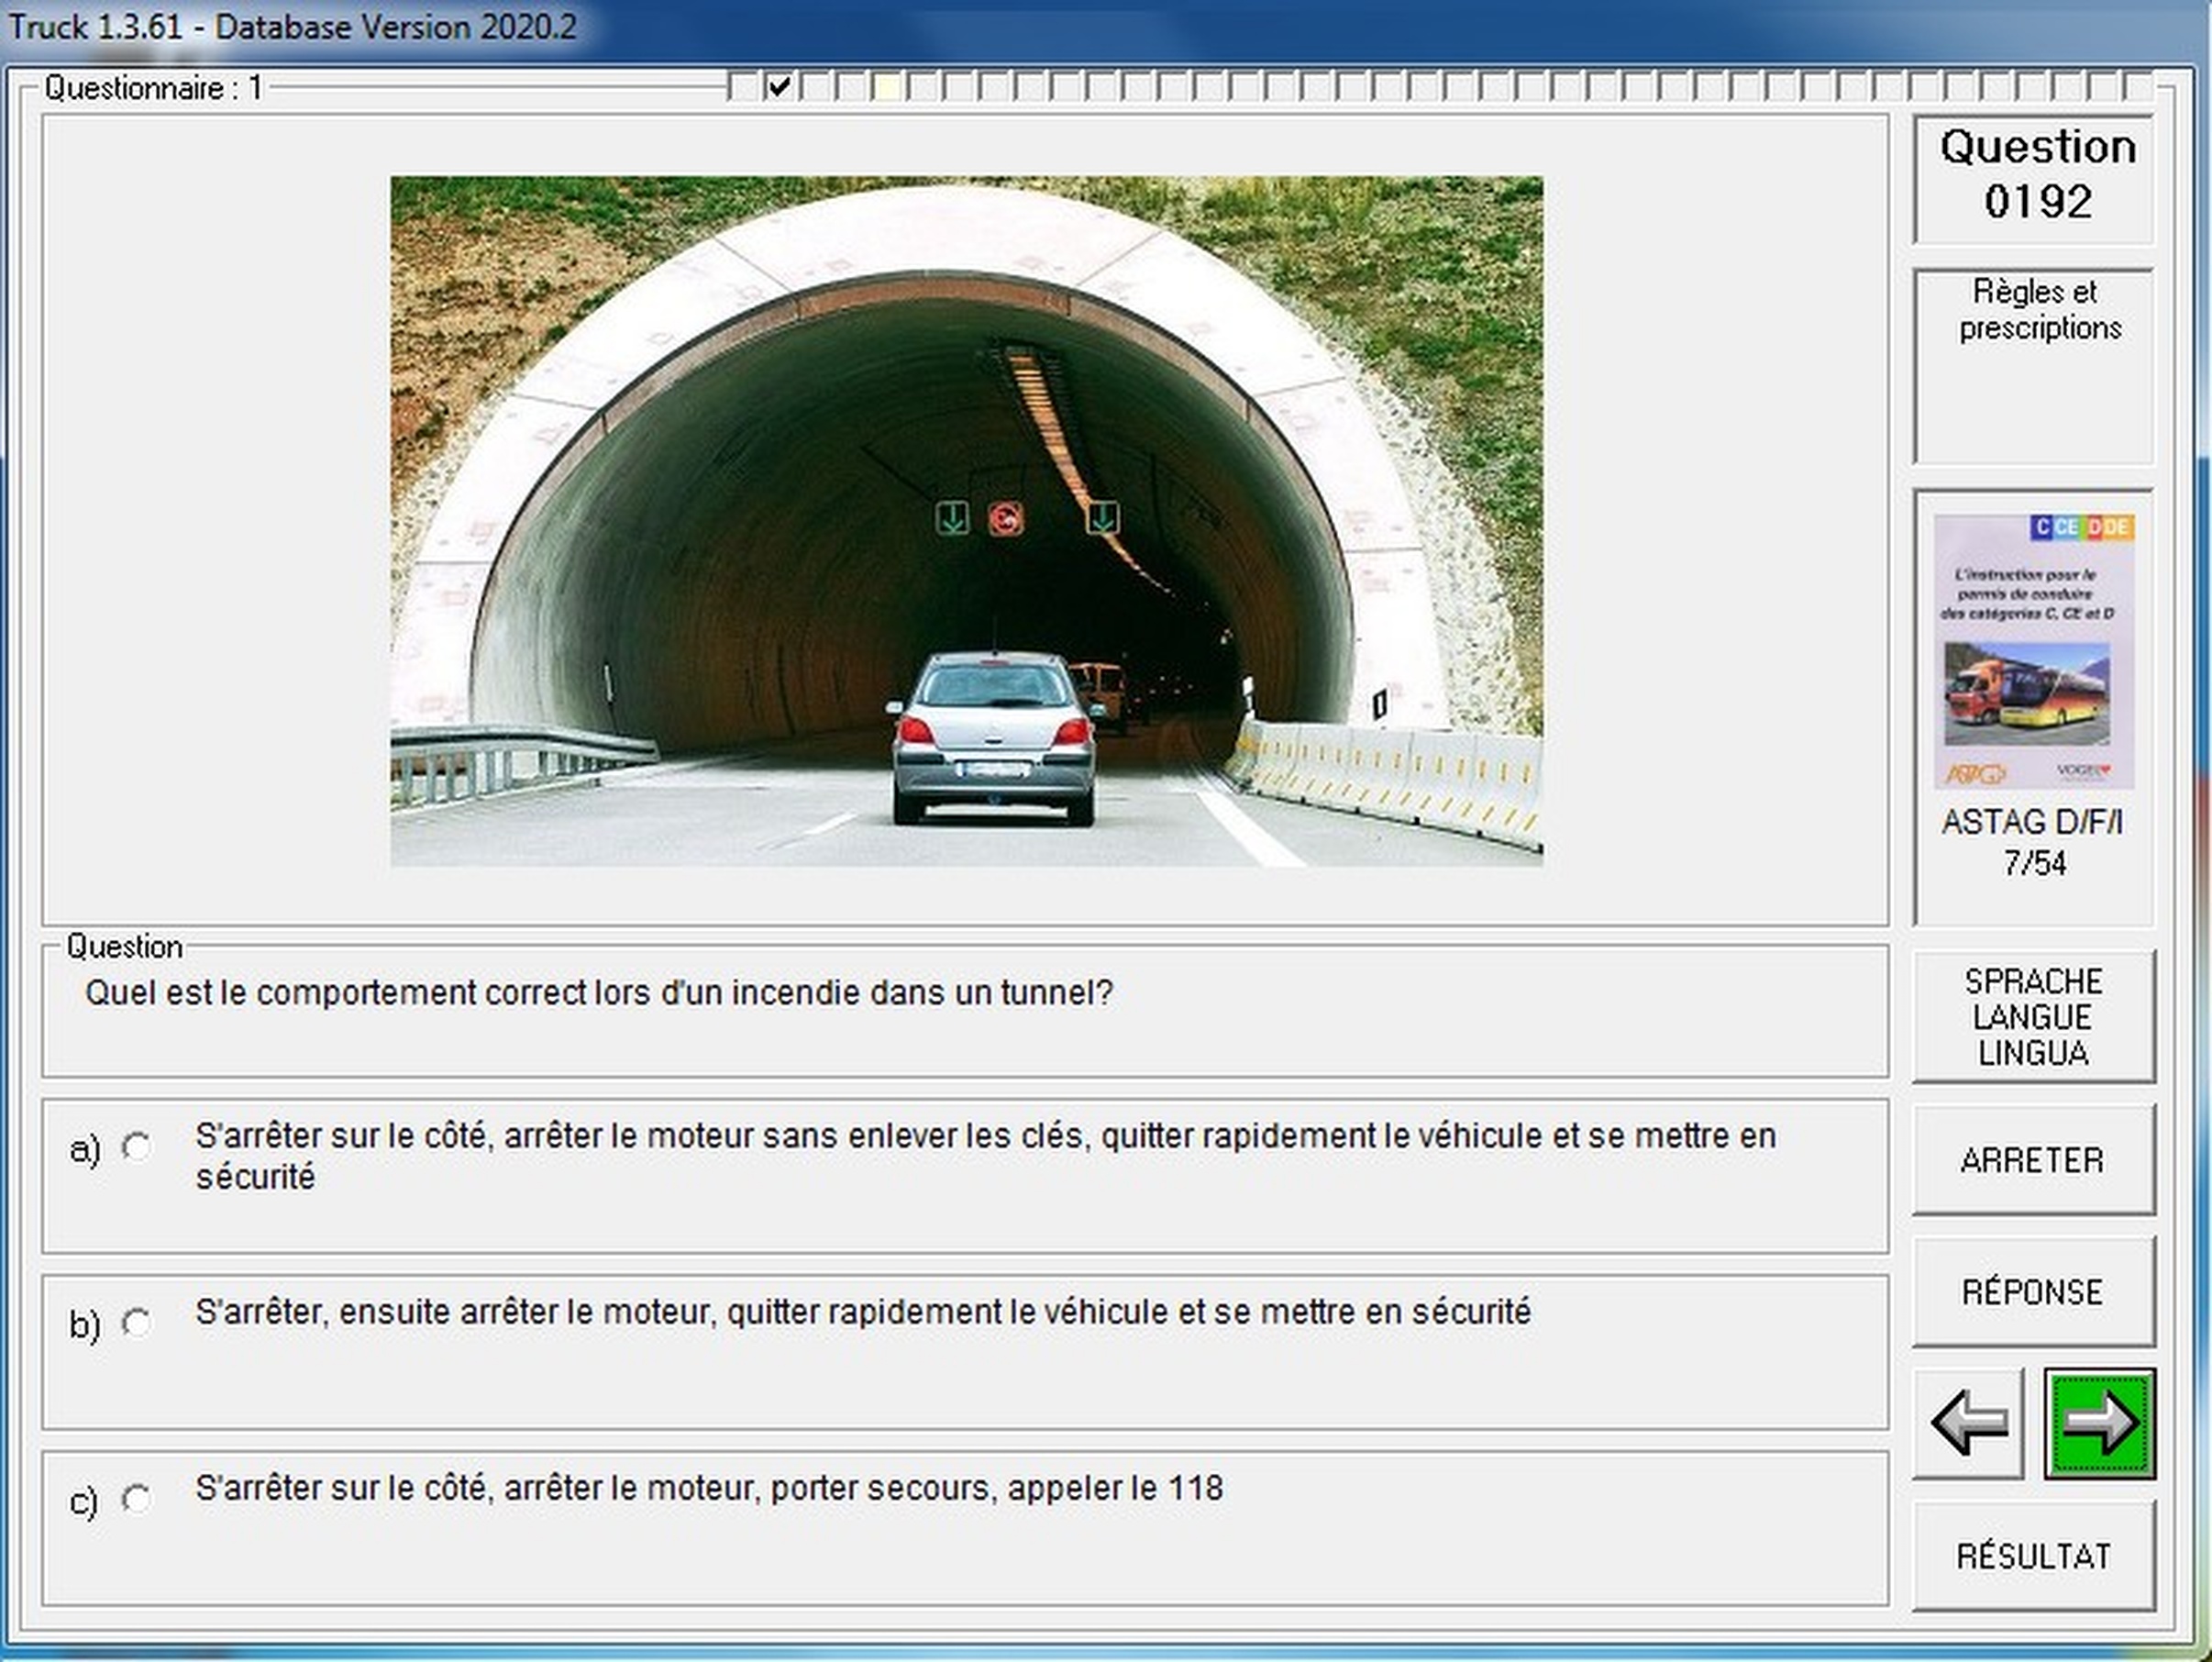 Truck 1.3.61 - Database Version 2020.2
Questionnaire : 1
Question
0192
Règles et
prescriptions
C CE D DE
L'instruction pour le
permis de conduire
des catégories C, CE et D
ASTAG
VOGEL
ASTAG D/F/I
7/54
Question
Quel est le comportement correct lors d'un incendie dans un tunnel?
a) S'arrêter sur le côté, arrêter le moteur sans enlever les clés, quitter rapidement le véhicule et se mettre en
sécurité
b) S'arrêter, ensuite arrêter le moteur, quitter rapidement le véhicule et se mettre en sécurité
c) S'arrêter sur le côté, arrêter le moteur, porter secours, appeler le 118
SPRACHE
LANGUE
LINGUA
ARRETER
RÉPONSE
RÉSULTAT